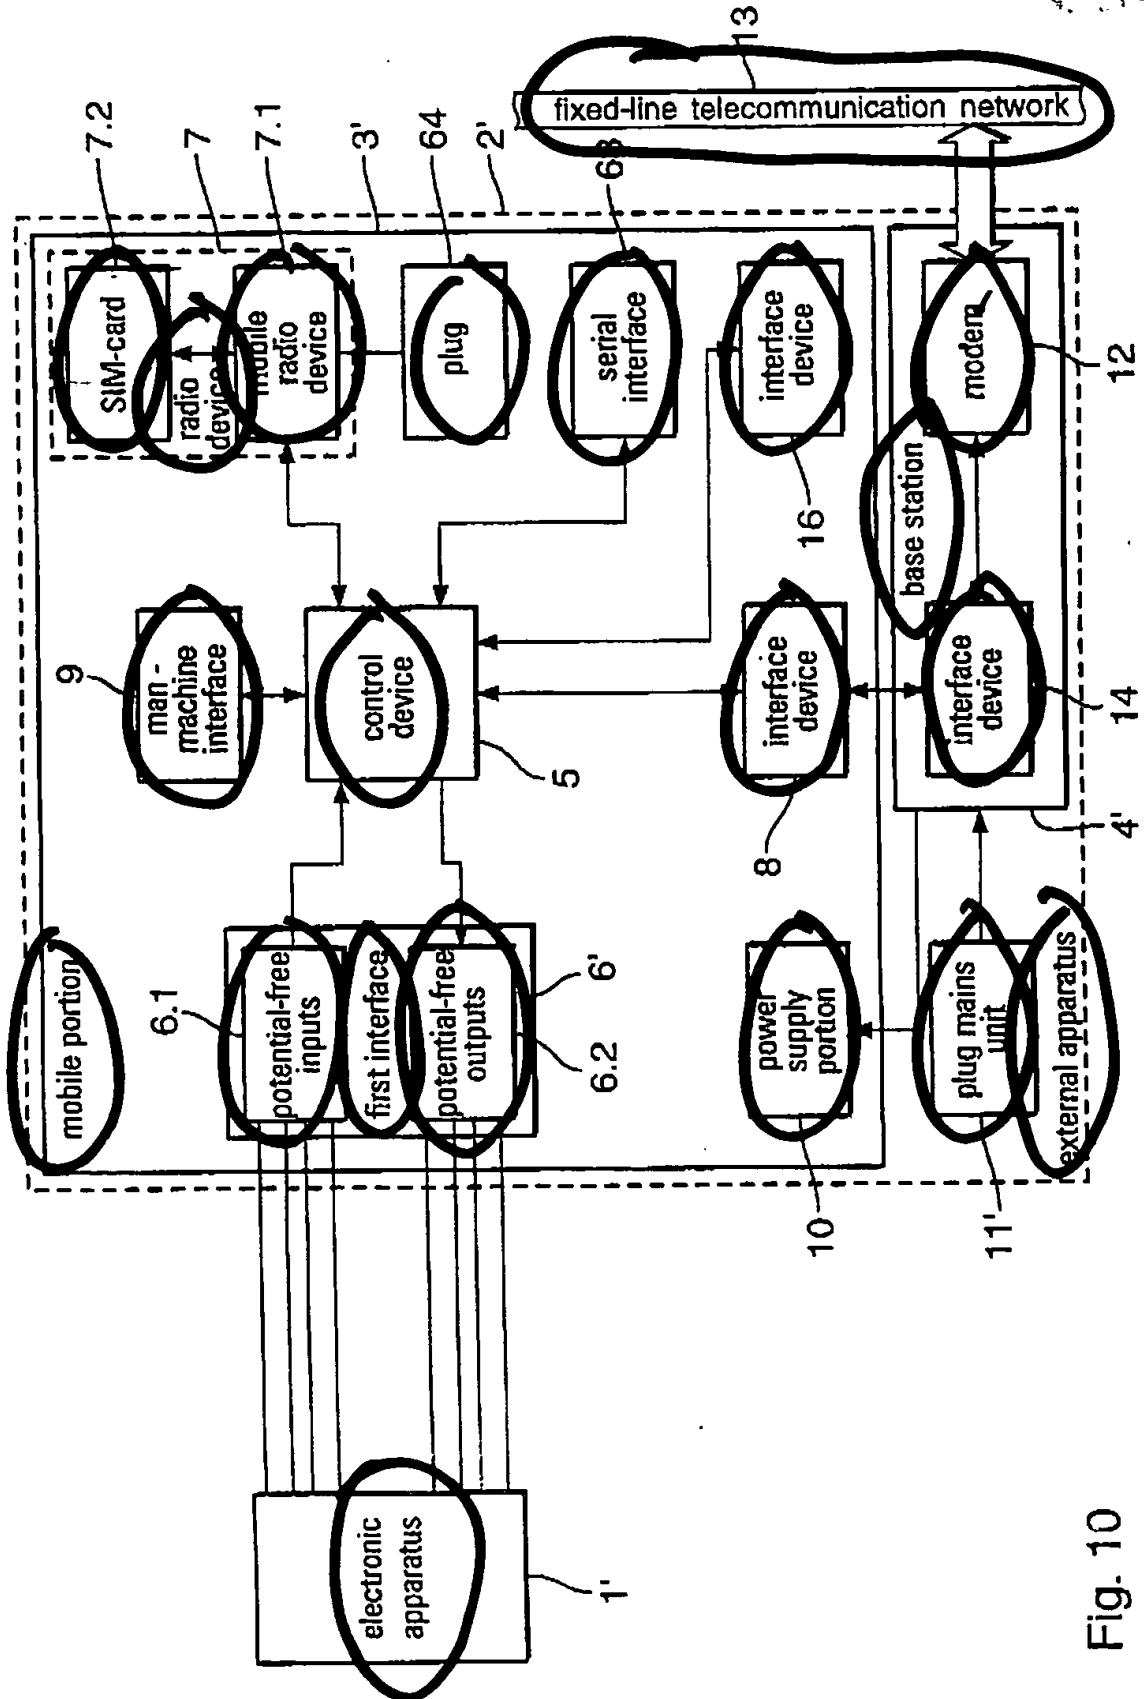 mobile portion
6.1
potential-free
inputs
first interface
potential-free
outputs
6'
6.2
electronic
apparatus
1'
9
man -
machine
interface
control
device
5
7.2
7
7.1
SIM-card
radio
device
mobile
radio
device
3'
64
plug
2'
68
serial
interface
interface
device
16
interface
device
8
power
supply
portion
10
plug mains
unit
11'
external apparatus
base station
interface
device
14
4'
modem
12
13
fixed-line telecommunication network
Fig. 10